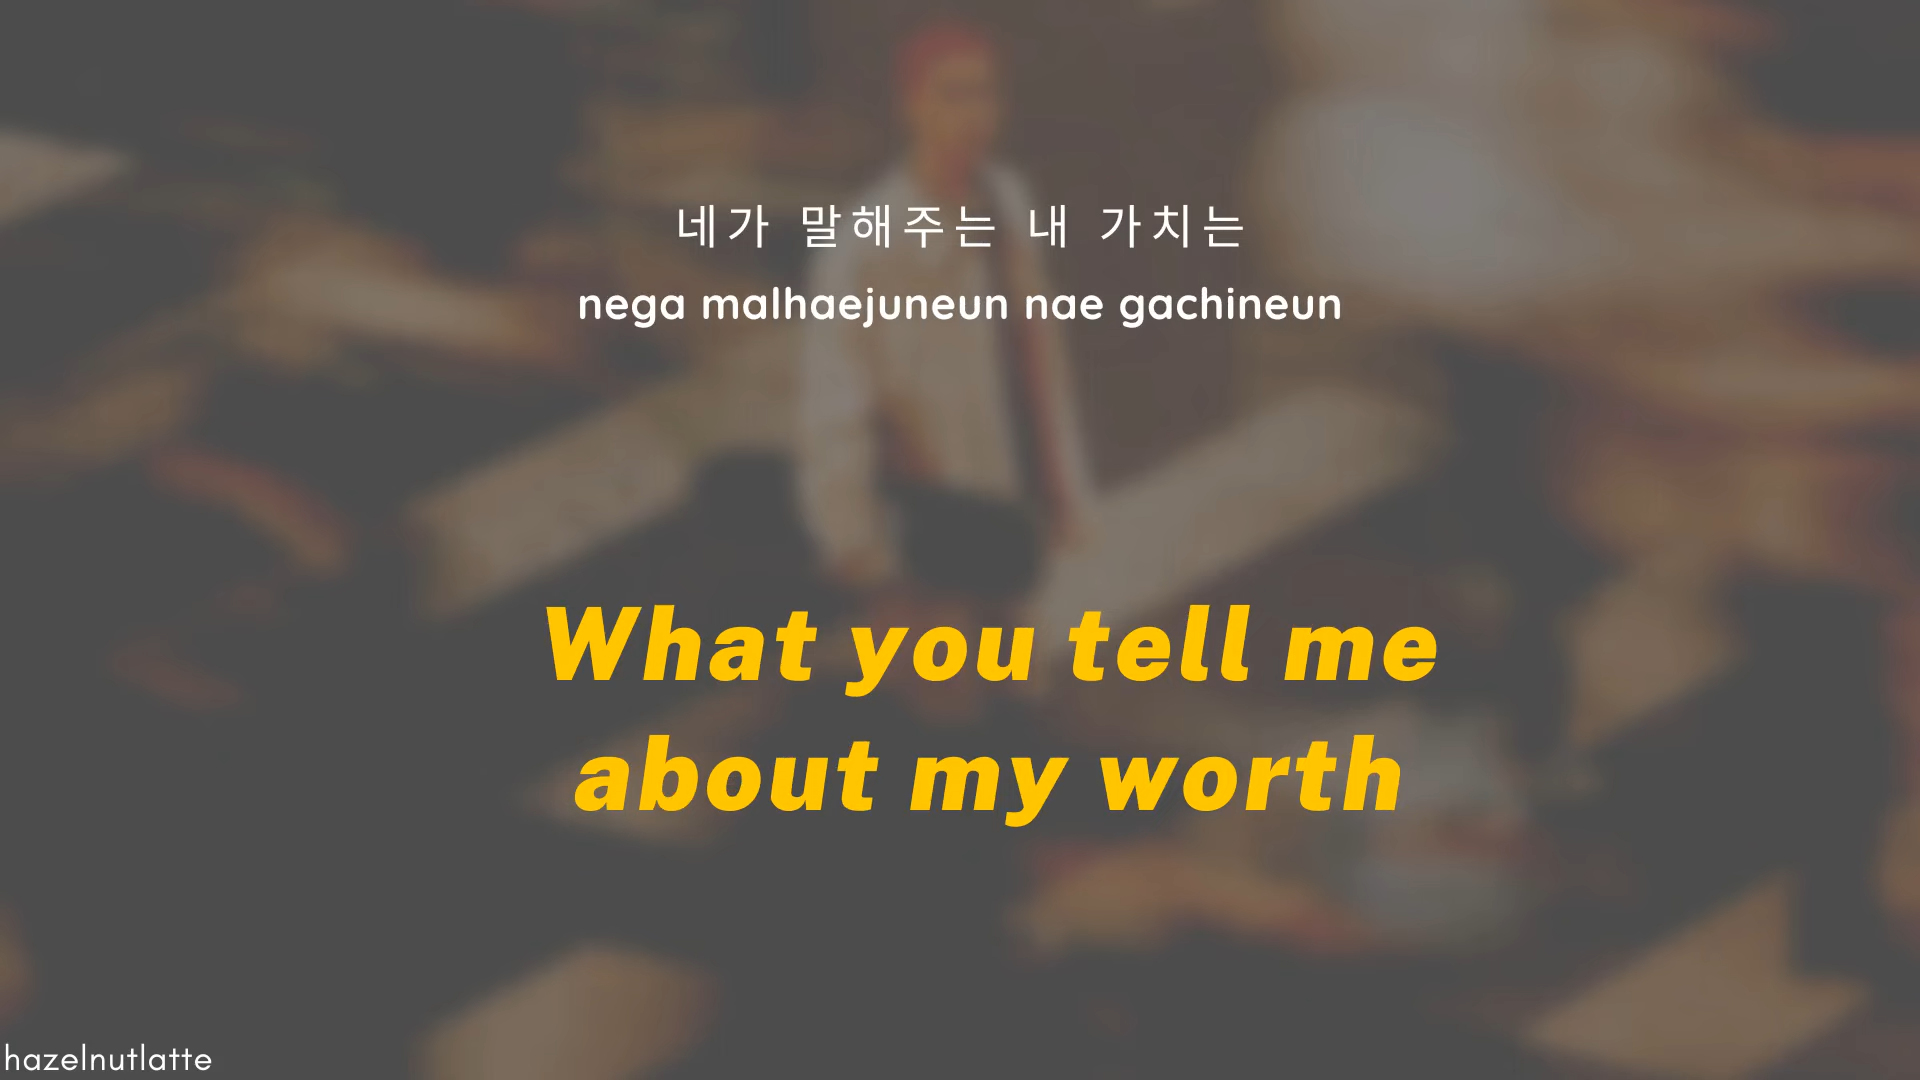 네가 말해주는 내 가치는
nega malhaejuneun nae gachineun
What you tell me
about my worth
hazelnutlatte